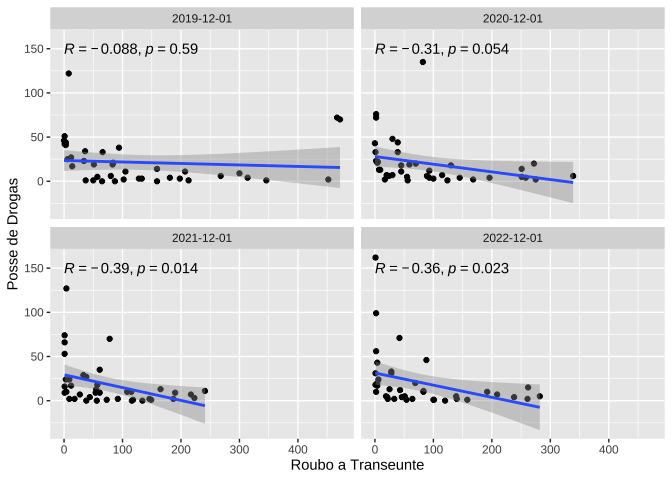 2019-12-01 2020-12-01
R = −0.088, p = 0.59 R = −0.31, p = 0.054
150
100
50
0
2021-12-01 2022-12-01
R = −0.39, p = 0.014 R = −0.36, p = 0.023
150
100
50
0
0 100 200 300 400 0 100 200 300 400
Roubo a Transeunte
Posse de Drogas